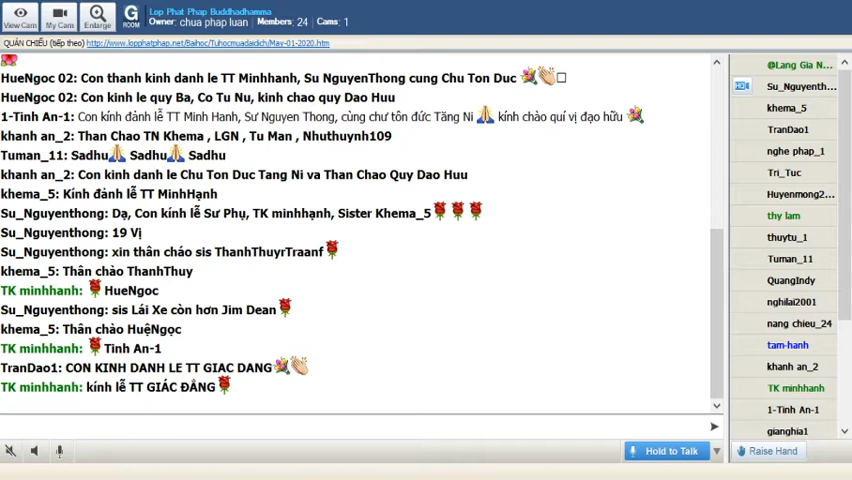 View Cam
My Cam
Enlarge
G
ROOM
Lop Phat Phap Buddhadhamma
Owner: chua phap luan Members: 24 Cams: 1
QUÁN CHIẾU (tiếp theo) http://www.lopphatphap.net/Baihoc/Tuhocmuadaidich/May-01-2020.htm
HueNgoc 02: Con thanh kinh danh le TT Minhhanh, Su NguyenThong cung Chu Ton Duc
HueNgoc 02: Con kinh le quy Ba, Co Tu Nu, kinh chao quy Dao Huu
1-Tinh An-1: Con kính đảnh lễ TT Minh Hanh, Sư Nguyen Thong, cùng chư tôn đức Tăng Ni kính chào quí vị đạo hữu
khanh an_2: Than Chao TN Khema , LGN , Tu Man , Nhuthuynh109
Tuman_11: Sadhu Sadhu Sadhu
khanh an_2: Con kinh danh le Chu Ton Duc Tang Ni va Than Chao Quy Dao Huu
khema_5: Kính đảnh lễ TT MinhHạnh
Su_Nguyenthong: Dạ, Con kính lễ Sư Phụ, TK minhhạnh, Sister Khema_5
Su_Nguyenthong: 19 Vị
Su_Nguyenthong: xin thân cháo sis ThanhThuyrTraanf
khema_5: Thân chào ThanhThuy
TK minhhanh: HueNgoc
Su_Nguyenthong: sis Lái Xe còn hơn Jim Dean
khema_5: Thân chào HuệNgọc
TK minhhanh: Tinh An-1
TranDao1: CON KINH DANH LE TT GIAC DANG
TK minhhanh: kính lễ TT GIÁC ĐẲNG
@Lang Gia N...
HD Su_Nguyenth...
khema_5
TranDao1
nghe phap_1
Tri_Tuc
Huyenmong2...
thy lam
thuytu_1
Tuman_11
QuangIndy
nghilai2001
nang chieu_24
tam-hanh
khanh an_2
TK minhhanh
1-Tinh An-1
gianghia1
Hold to Talk
Raise Hand